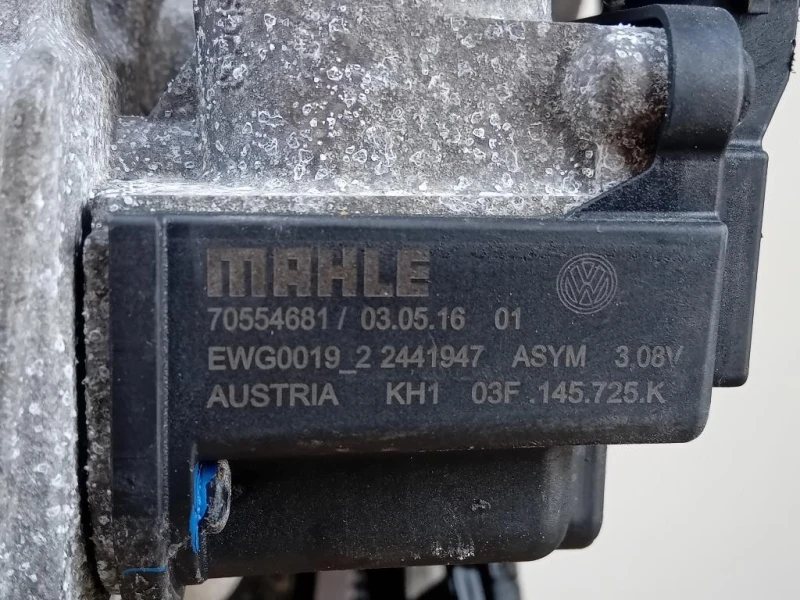 MAHLE
70554681 / 03.05.16 01
EWG0019_2 2441947 ASYM 3,08V
AUSTRIA KH1 03F .145.725.K